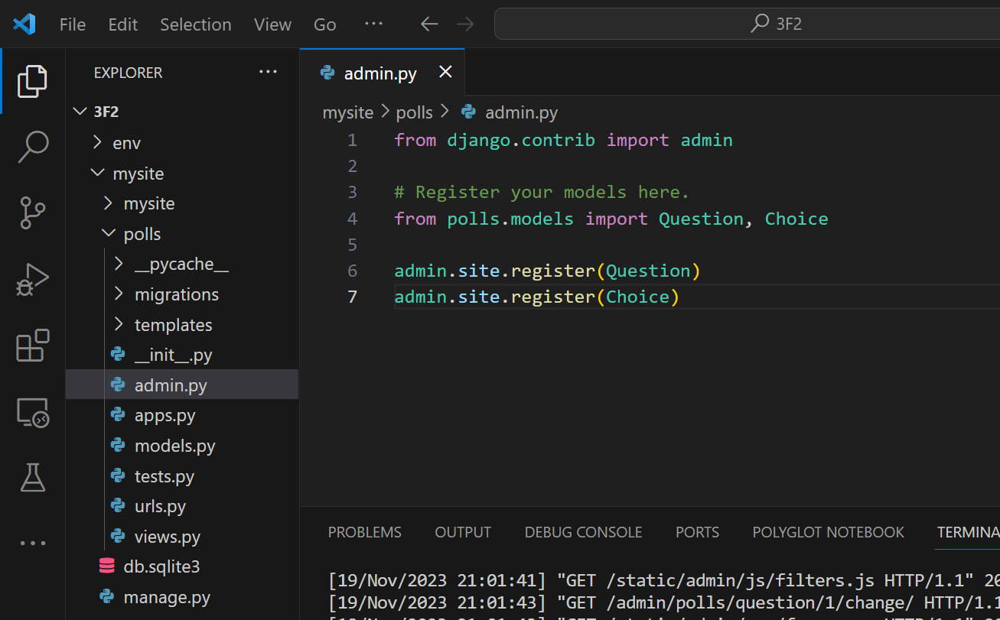 File Edit Selection View Go ··· 3F2
EXPLORER ···
3F2
env
mysite
mysite
polls
__pycache__
migrations
templates
__init__.py
admin.py
apps.py
models.py
tests.py
urls.py
views.py
db.sqlite3
manage.py
admin.py
mysite > polls > admin.py
1 from django.contrib import admin
2
3 # Register your models here.
4 from polls.models import Question, Choice
5
6 admin.site.register(Question)
7 admin.site.register(Choice)
PROBLEMS OUTPUT DEBUG CONSOLE PORTS POLYGLOT NOTEBOOK TERMINA
[19/Nov/2023 21:01:41] "GET /static/admin/js/filters.js HTTP/1.1" 20
[19/Nov/2023 21:01:43] "GET /admin/polls/question/1/change/ HTTP/1.1